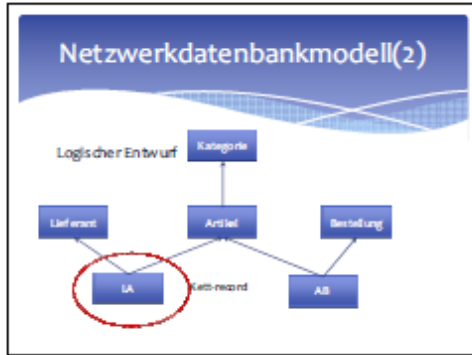 Netzwerkdatenbankmodell(2)
Logischer Entwurf
Kategorie
Lieferant
Artikel
Bestellung
LA
Kett-record
AB